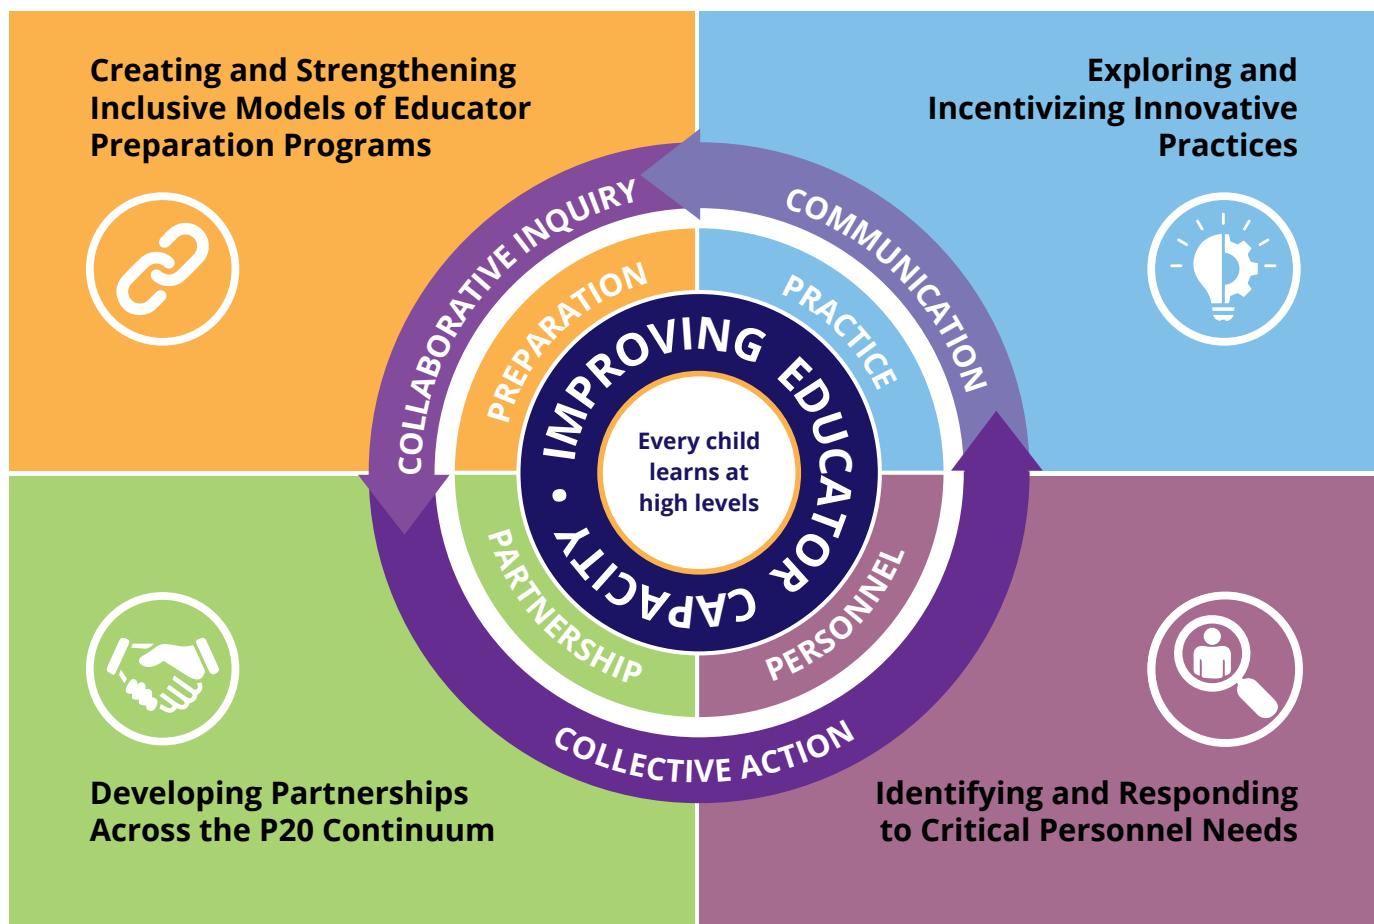 Creating and Strengthening
Inclusive Models of Educator
Preparation Programs
Exploring and
Incentivizing Innovative
Practices
COLLABORATIVE INQUIRY
COMMUNICATION
PREPARATION
PRACTICE
IMPROVING EDUCATOR CAPACITY •
Every child
learns at
high levels
PARTNERSHIP
PERSONNEL
COLLECTIVE ACTION
Developing Partnerships
Across the P20 Continuum
Identifying and Responding
to Critical Personnel Needs